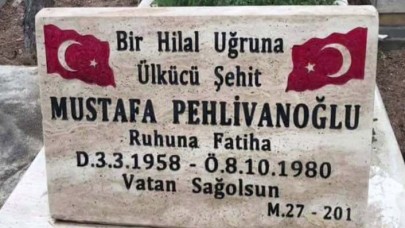 Bir Hilal Uğruna
Ülkücü Şehit
MUSTAFA PEHLİVANOĞLU
Ruhuna Fatiha
D.3.3.1958 - Ö.8.10.1980
Vatan Sağolsun
M.27 - 201